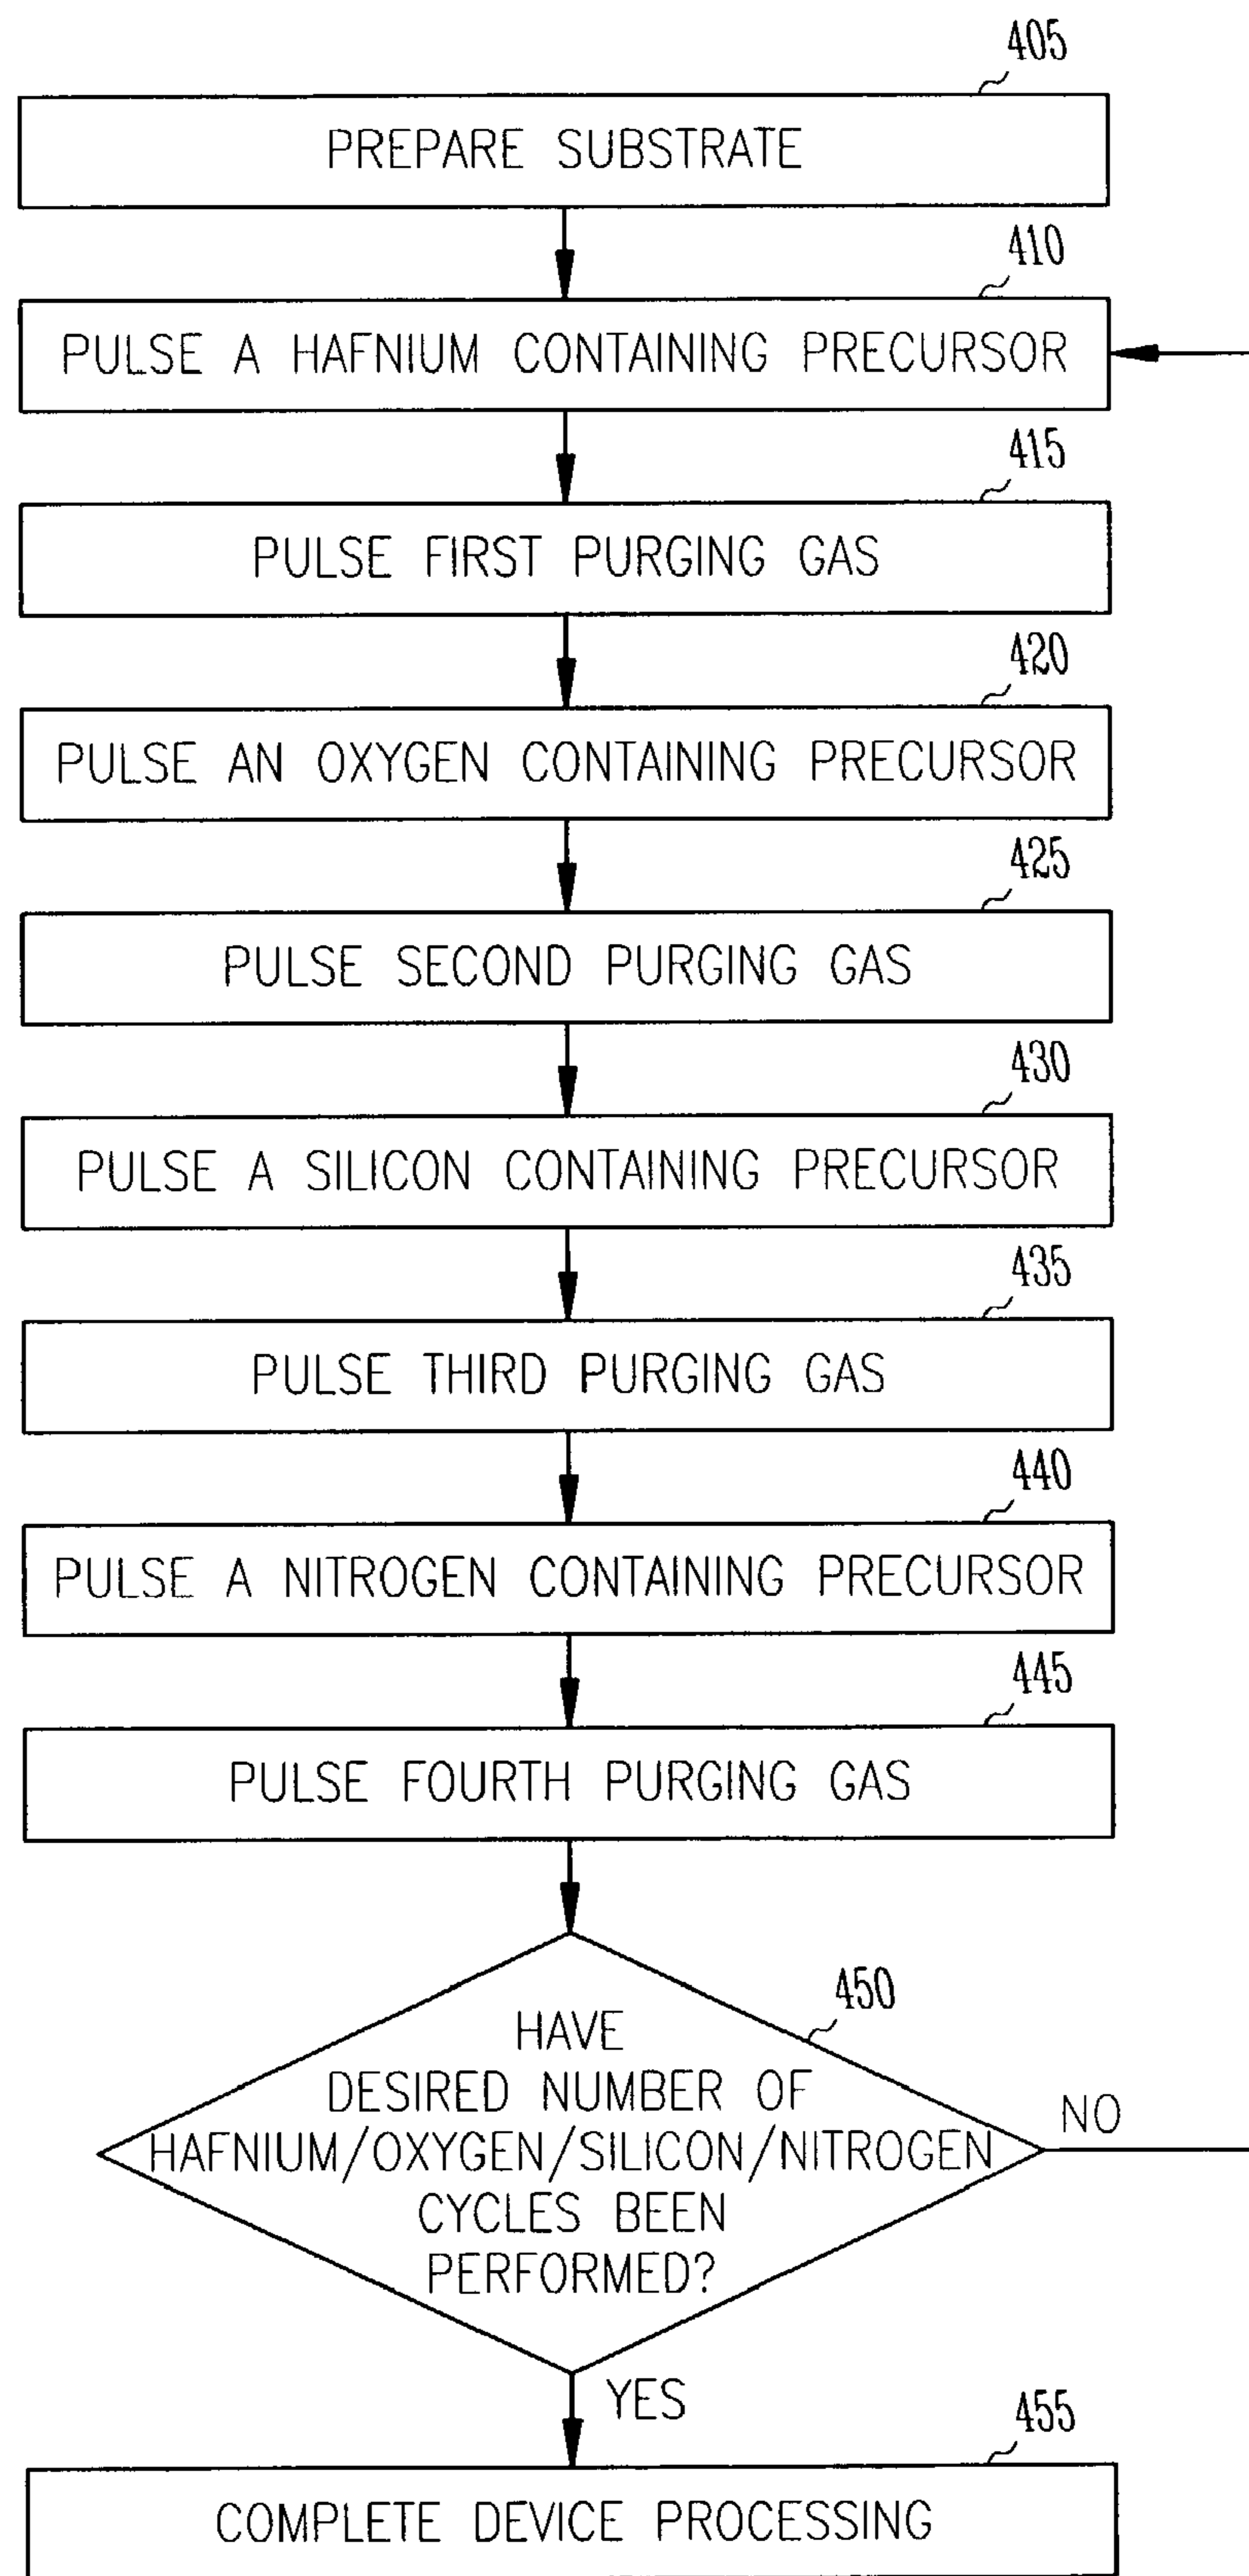 405
PREPARE SUBSTRATE
410
PULSE A HAFNIUM CONTAINING PRECURSOR
415
PULSE FIRST PURGING GAS
420
PULSE AN OXYGEN CONTAINING PRECURSOR
425
PULSE SECOND PURGING GAS
430
PULSE A SILICON CONTAINING PRECURSOR
435
PULSE THIRD PURGING GAS
440
PULSE A NITROGEN CONTAINING PRECURSOR
445
PULSE FOURTH PURGING GAS
450
HAVE
DESIRED NUMBER OF
HAFNIUM/OXYGEN/SILICON/NITROGEN
CYCLES BEEN
PERFORMED?
NO
YES
455
COMPLETE DEVICE PROCESSING